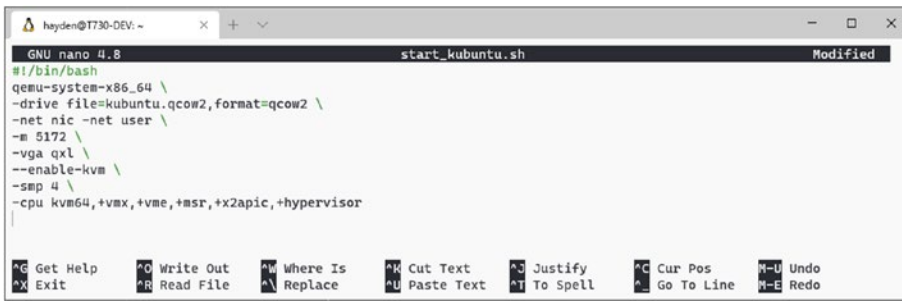 hayden@T730-DEV: ~
GNU nano 4.8 start_kubuntu.sh Modified
#!/bin/bash
qemu-system-x86_64 \
-drive file=kubuntu.qcow2,format=qcow2 \
-net nic -net user \
-m 5172 \
-vga qxl \
--enable-kvm \
-smp 4 \
-cpu kvm64,+vmx,+vme,+msr,+x2apic,+hypervisor
^G Get Help ^O Write Out ^W Where Is ^K Cut Text ^J Justify ^C Cur Pos M-U Undo
^X Exit ^R Read File ^\ Replace ^U Paste Text ^T To Spell ^_ Go To Line M-E Redo